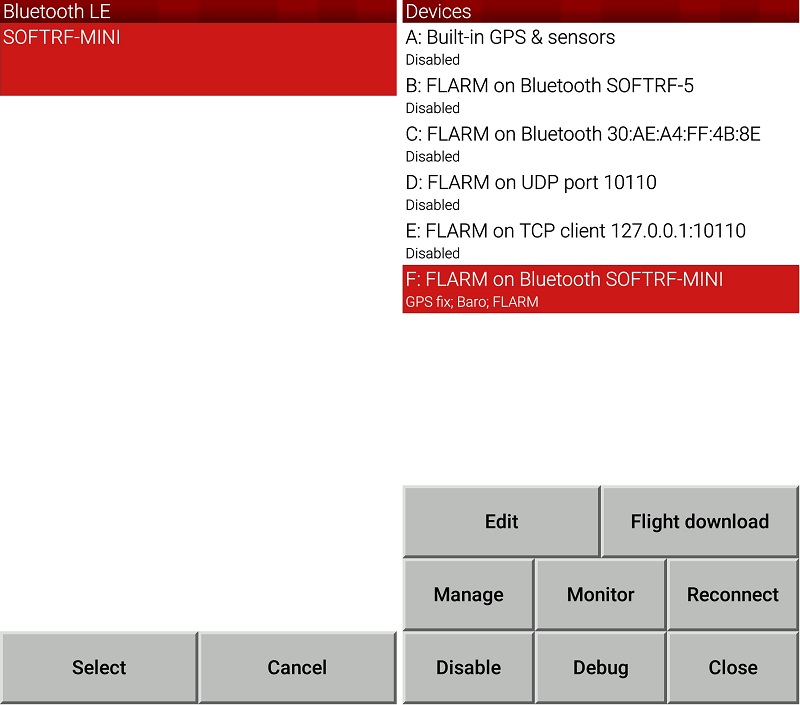 Bluetooth LE
SOFTRF-MINI
Select
Cancel
Devices
A: Built-in GPS & sensors
Disabled
B: FLARM on Bluetooth SOFTRF-5
Disabled
C: FLARM on Bluetooth 30:AE:A4:FF:4B:8E
Disabled
D: FLARM on UDP port 10110
Disabled
E: FLARM on TCP client 127.0.0.1:10110
Disabled
F: FLARM on Bluetooth SOFTRF-MINI
GPS fix; Baro; FLARM
Edit
Flight download
Manage
Monitor
Reconnect
Disable
Debug
Close